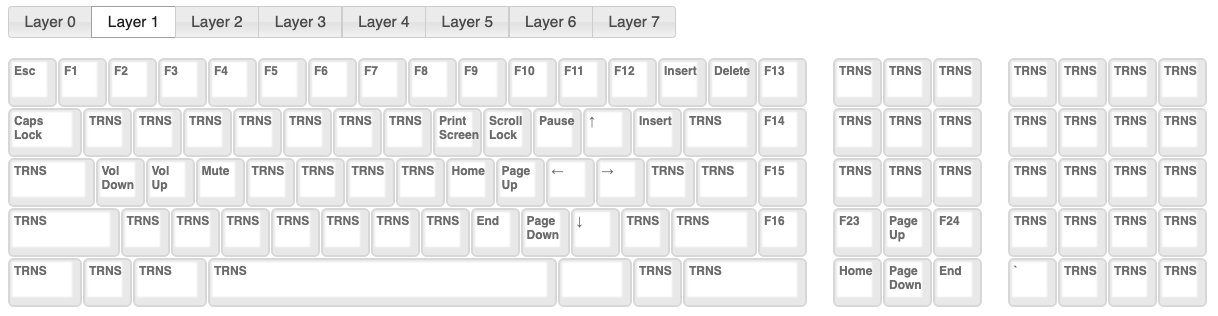 Layer 0 Layer 1 Layer 2 Layer 3 Layer 4 Layer 5 Layer 6 Layer 7
Esc F1 F2 F3 F4 F5 F6 F7 F8 F9 F10 F11 F12 Insert Delete F13 TRNS TRNS TRNS TRNS TRNS TRNS TRNS
Caps TRNS TRNS TRNS TRNS TRNS TRNS TRNS Print Scroll Pause ↑ Insert TRNS F14 TRNS TRNS TRNS TRNS TRNS TRNS TRNS
Lock Screen Lock
TRNS Vol Vol Mute TRNS TRNS TRNS TRNS Home Page ← → TRNS TRNS F15 TRNS TRNS TRNS TRNS TRNS TRNS TRNS
Down Up Up
TRNS TRNS TRNS TRNS TRNS TRNS TRNS TRNS End Page ↓ TRNS TRNS F16 F23 Page F24 TRNS TRNS TRNS TRNS
Down Up
TRNS TRNS TRNS TRNS TRNS TRNS Home Page End ` TRNS TRNS TRNS
Down